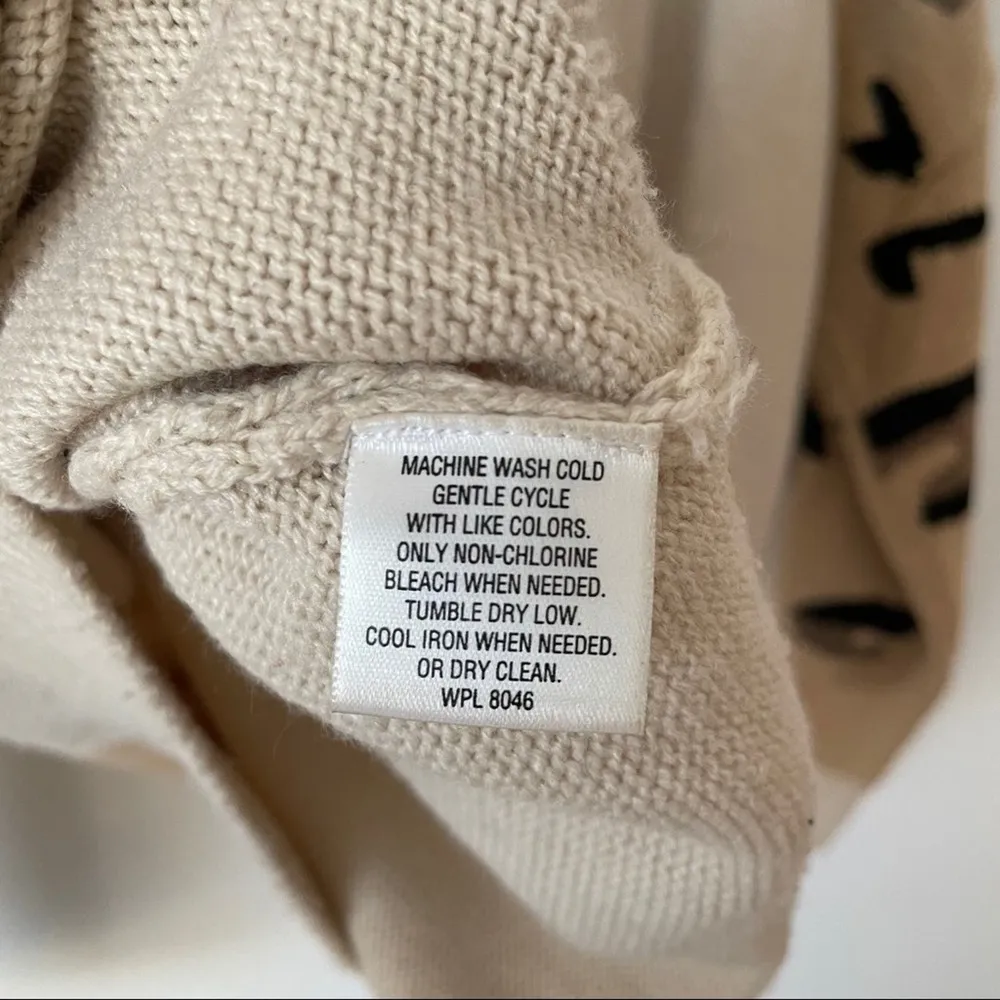 MACHINE WASH COLD
GENTLE CYCLE
WITH LIKE COLORS.
ONLY NON-CHLORINE
BLEACH WHEN NEEDED.
TUMBLE DRY LOW.
COOL IRON WHEN NEEDED.
OR DRY CLEAN.
WPL 8046